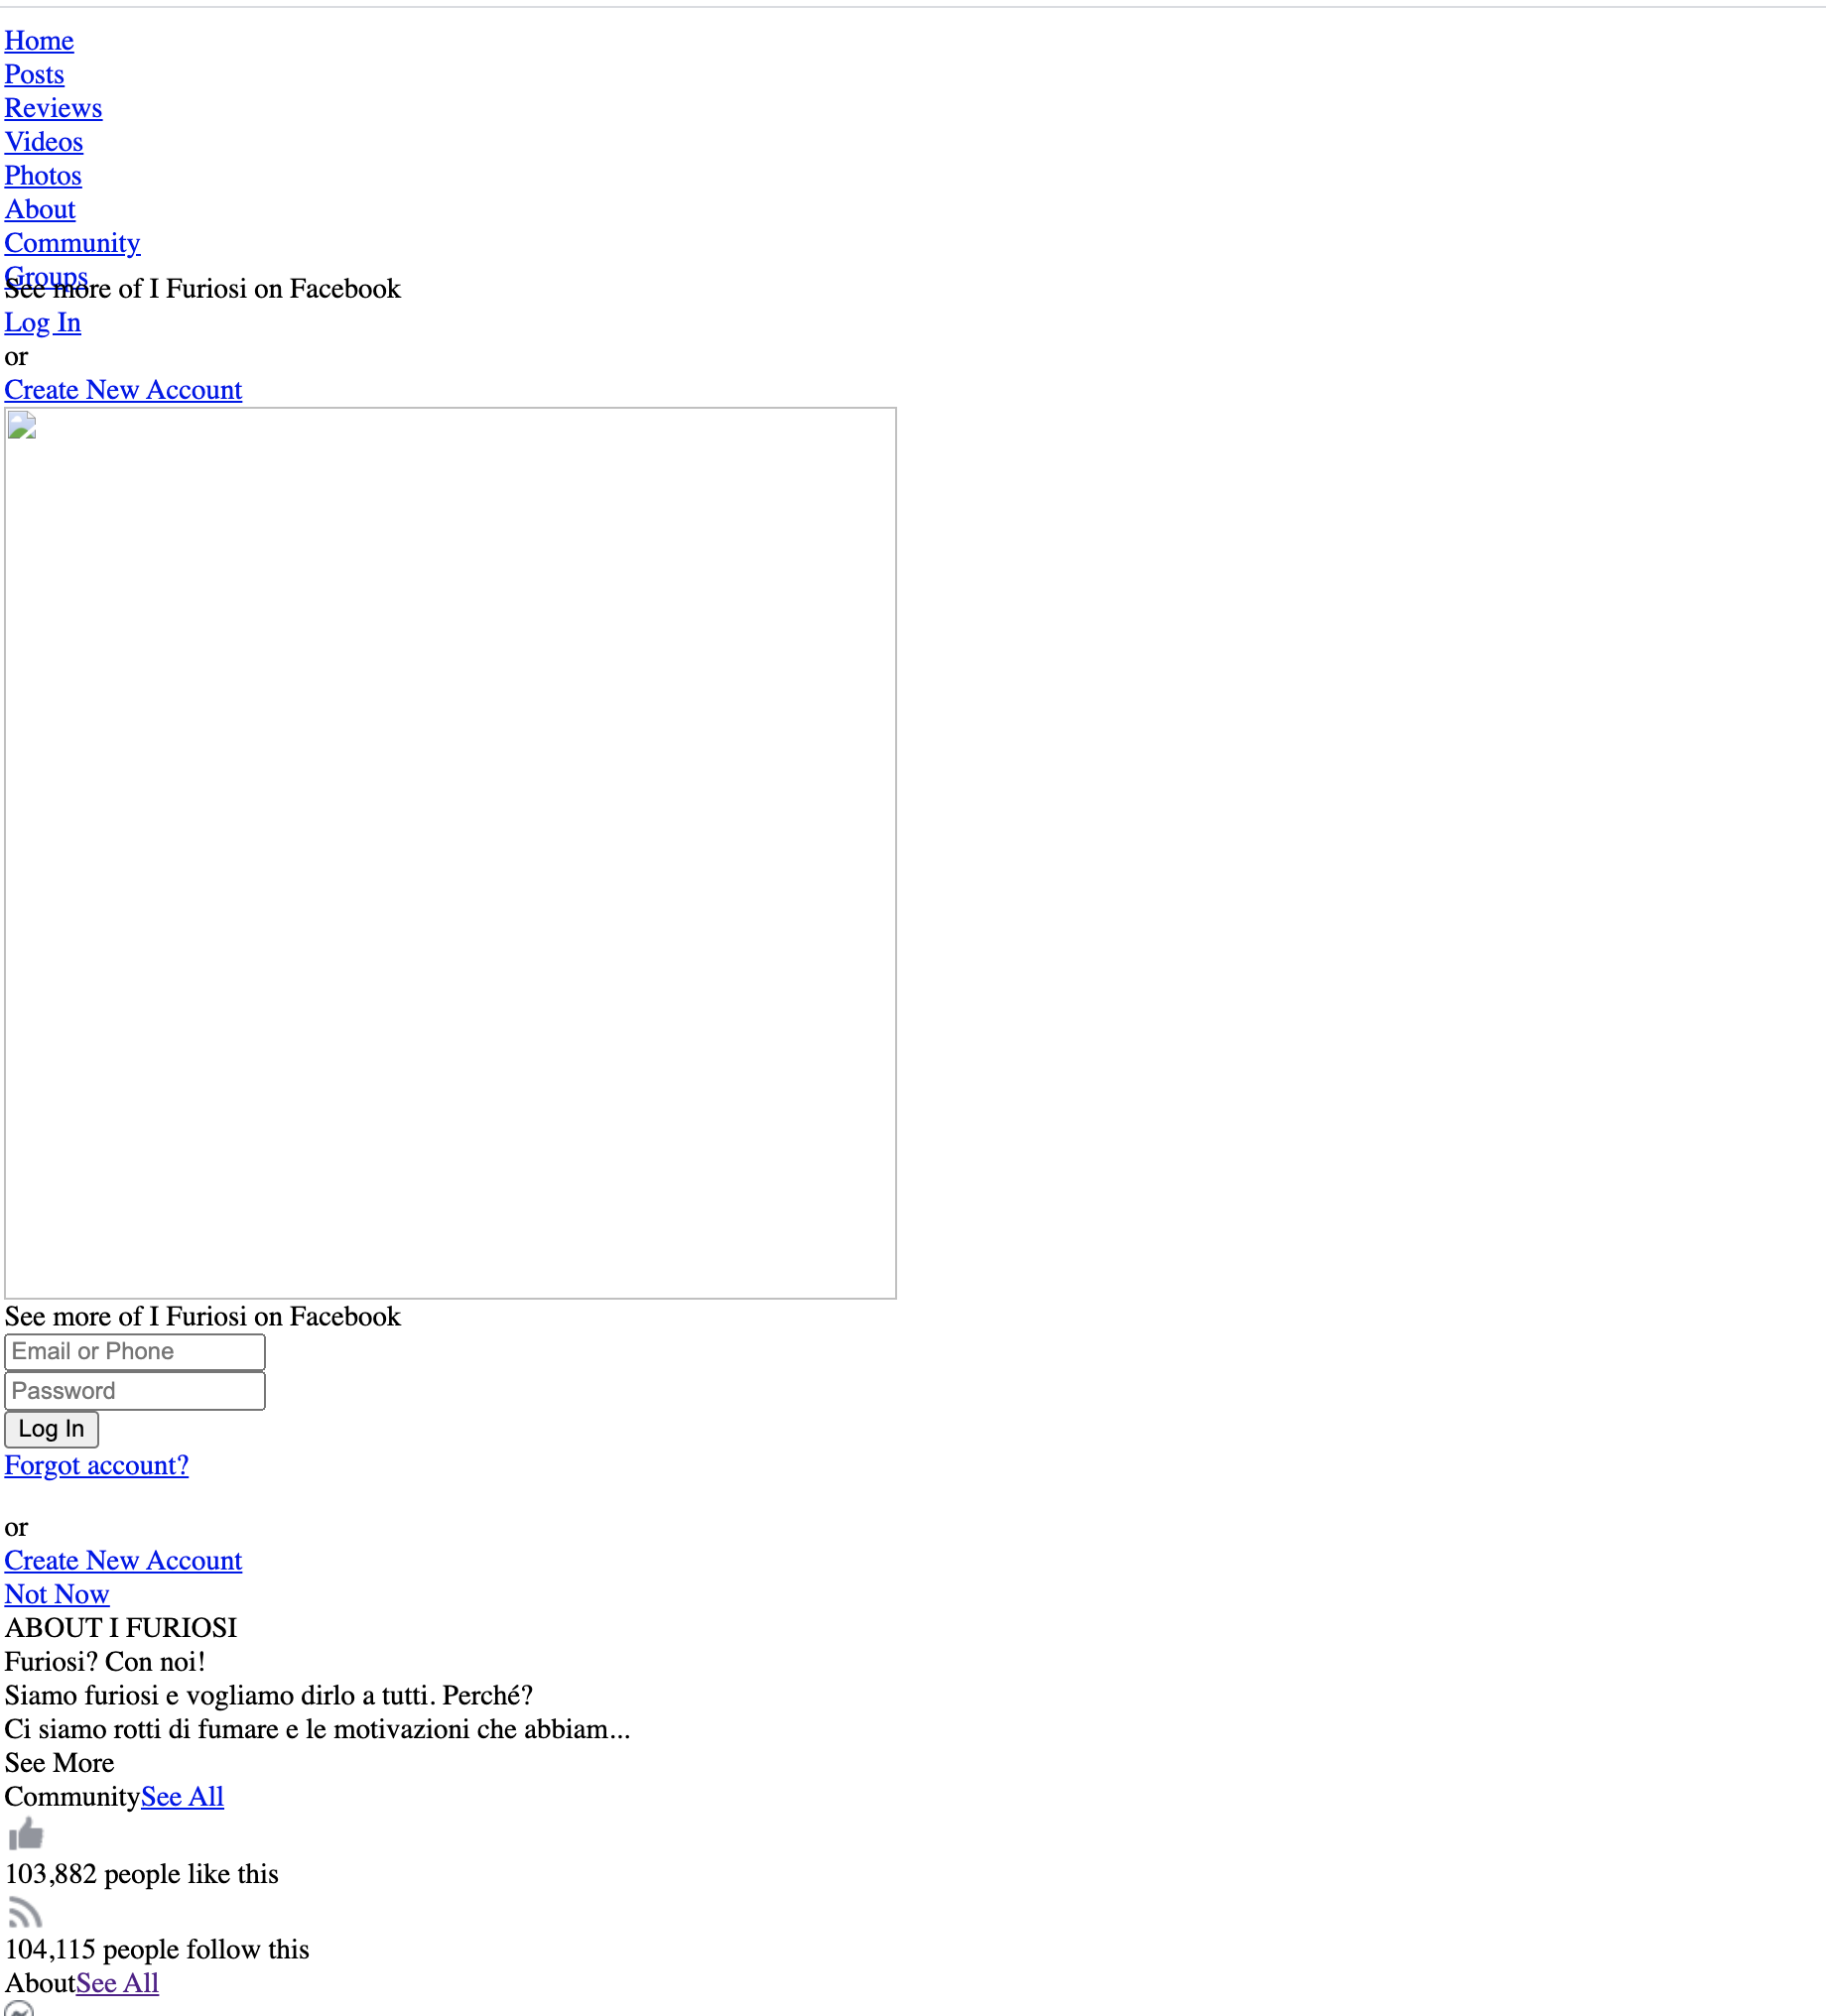 Home
Posts
Reviews
Videos
Photos
About
Community
Groups
See more of I Furiosi on Facebook
Log In
or
Create New Account
See more of I Furiosi on Facebook
Email or Phone
Password
Log In
Forgot account?
or
Create New Account
Not Now
ABOUT I FURIOSI
Furiosi? Con noi!
Siamo furiosi e vogliamo dirlo a tutti. Perché?
Ci siamo rotti di fumare e le motivazioni che abbiam...
See More
CommunitySee All
103,882 people like this
104,115 people follow this
AboutSee All